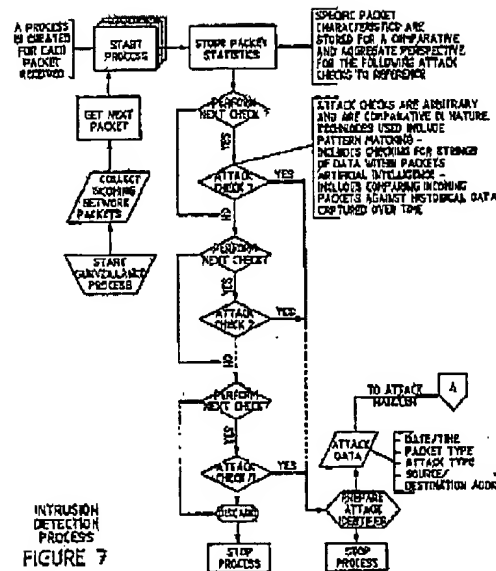 A PROCESS
IS CREATED
FOR EACH
PACKET
RECEIVED
START
PROCESS
STORE PACKET
STATISTICS
SPECIFIC PACKET
CHARACTERISTICS ARE
STORED FOR A COMPARATIVE
AND AGGREGATE PERSPECTIVE
FOR THE FOLLOWING ATTACK
CHECKS TO REFERENCE
GET NEXT
PACKET
COLLECT
INCOMING
NETWORK
PACKETS
START
SURVEILLANCE
PROCESS
PERFORM
NEXT CHECK ?
YES
ATTACK
CHECK 1
YES
NO
ATTACK CHECKS ARE ARBITRARY
AND ARE COMPARATIVE IN NATURE.
TECHNIQUES USED INCLUDE
PATTERN MATCHING -
INCLUDES CHECKING FOR STRINGS
OF DATA WITHIN PACKETS
ARTIFICIAL INTELLIGENCE -
INCLUDES COMPARING INCOMING
PACKETS AGAINST HISTORICAL DATA
CAPTURED OVER TIME
PERFORM
NEXT CHECK?
YES
ATTACK
CHECK 2
YES
NO
PERFORM
NEXT CHECK?
YES
ATTACK
CHECK n
YES
DISCARD
STOP
PROCESS
TO ATTACK
HANDLER
A
ATTACK
DATA
DATE/TIME
PACKET TYPE
ATTACK TYPE
SOURCE/
DESTINATION ADDR
PREPARE
ATTACK
IDENTIFIER
STOP
PROCESS
INTRUSION
DETECTION
PROCESS
FIGURE 7